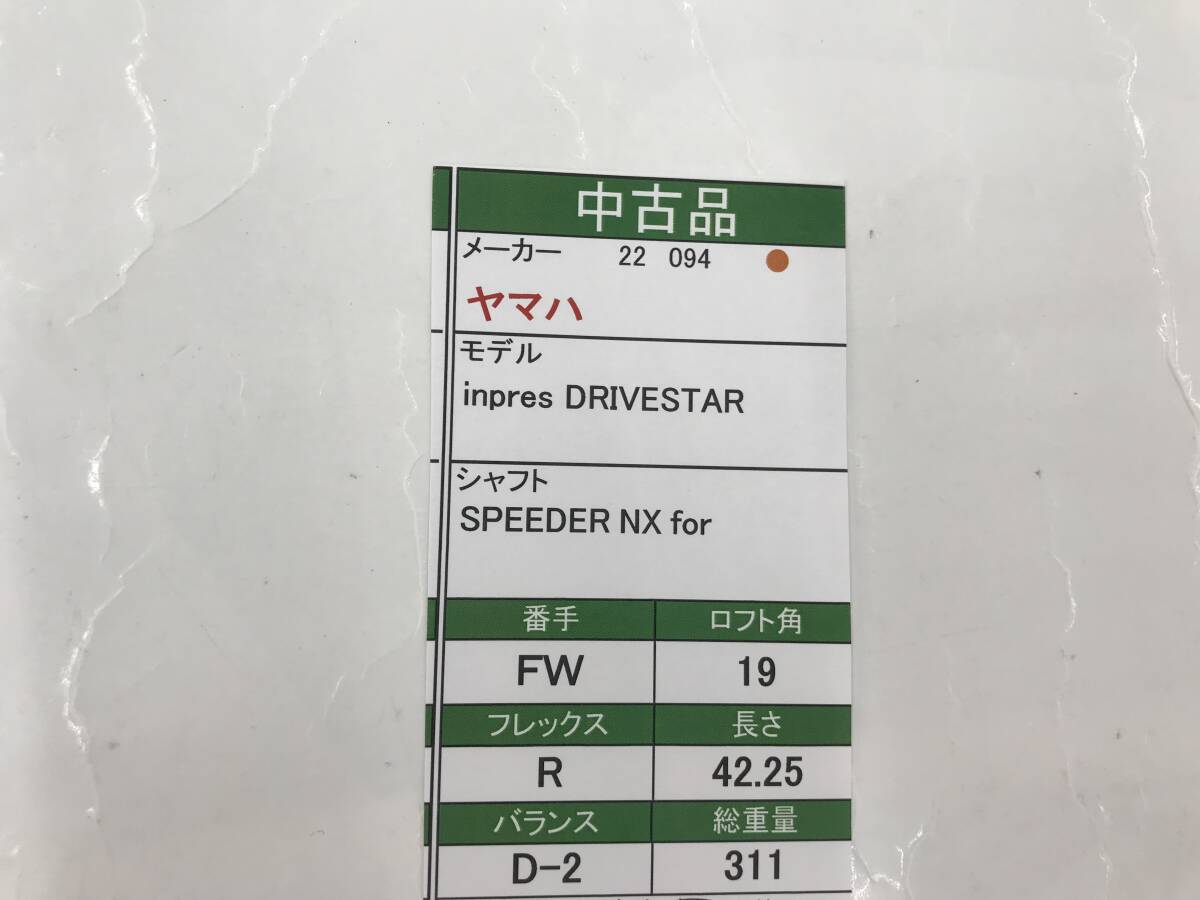 中古品
メーカー 22 094
ヤマハ
モデル
inpres DRIVESTAR
シャフト
SPEEDER NX for
番手 ロフト角
FW 19
フレックス 長さ
R 42.25
バランス 総重量
D-2 311